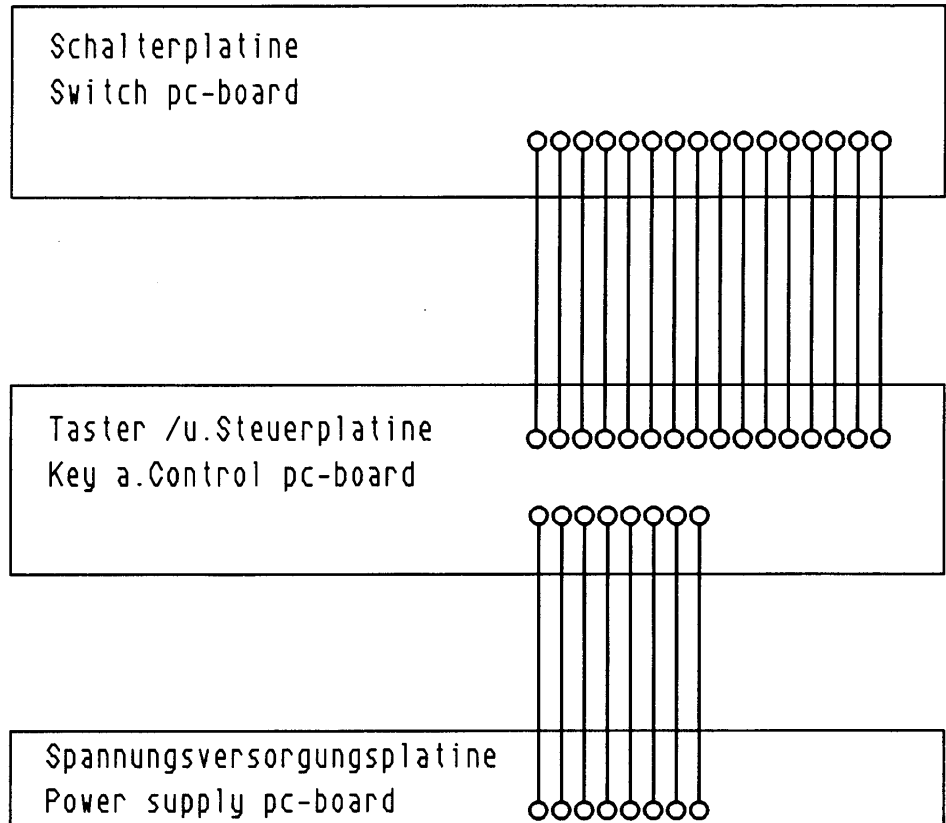 Schalterplatine
Switch pc-board
Taster /u.Steuerplatine
Key a.Control pc-board
Spannungsversorgungsplatine
Power supply pc-board